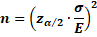 n = (z_{α/2} · σ/E)²